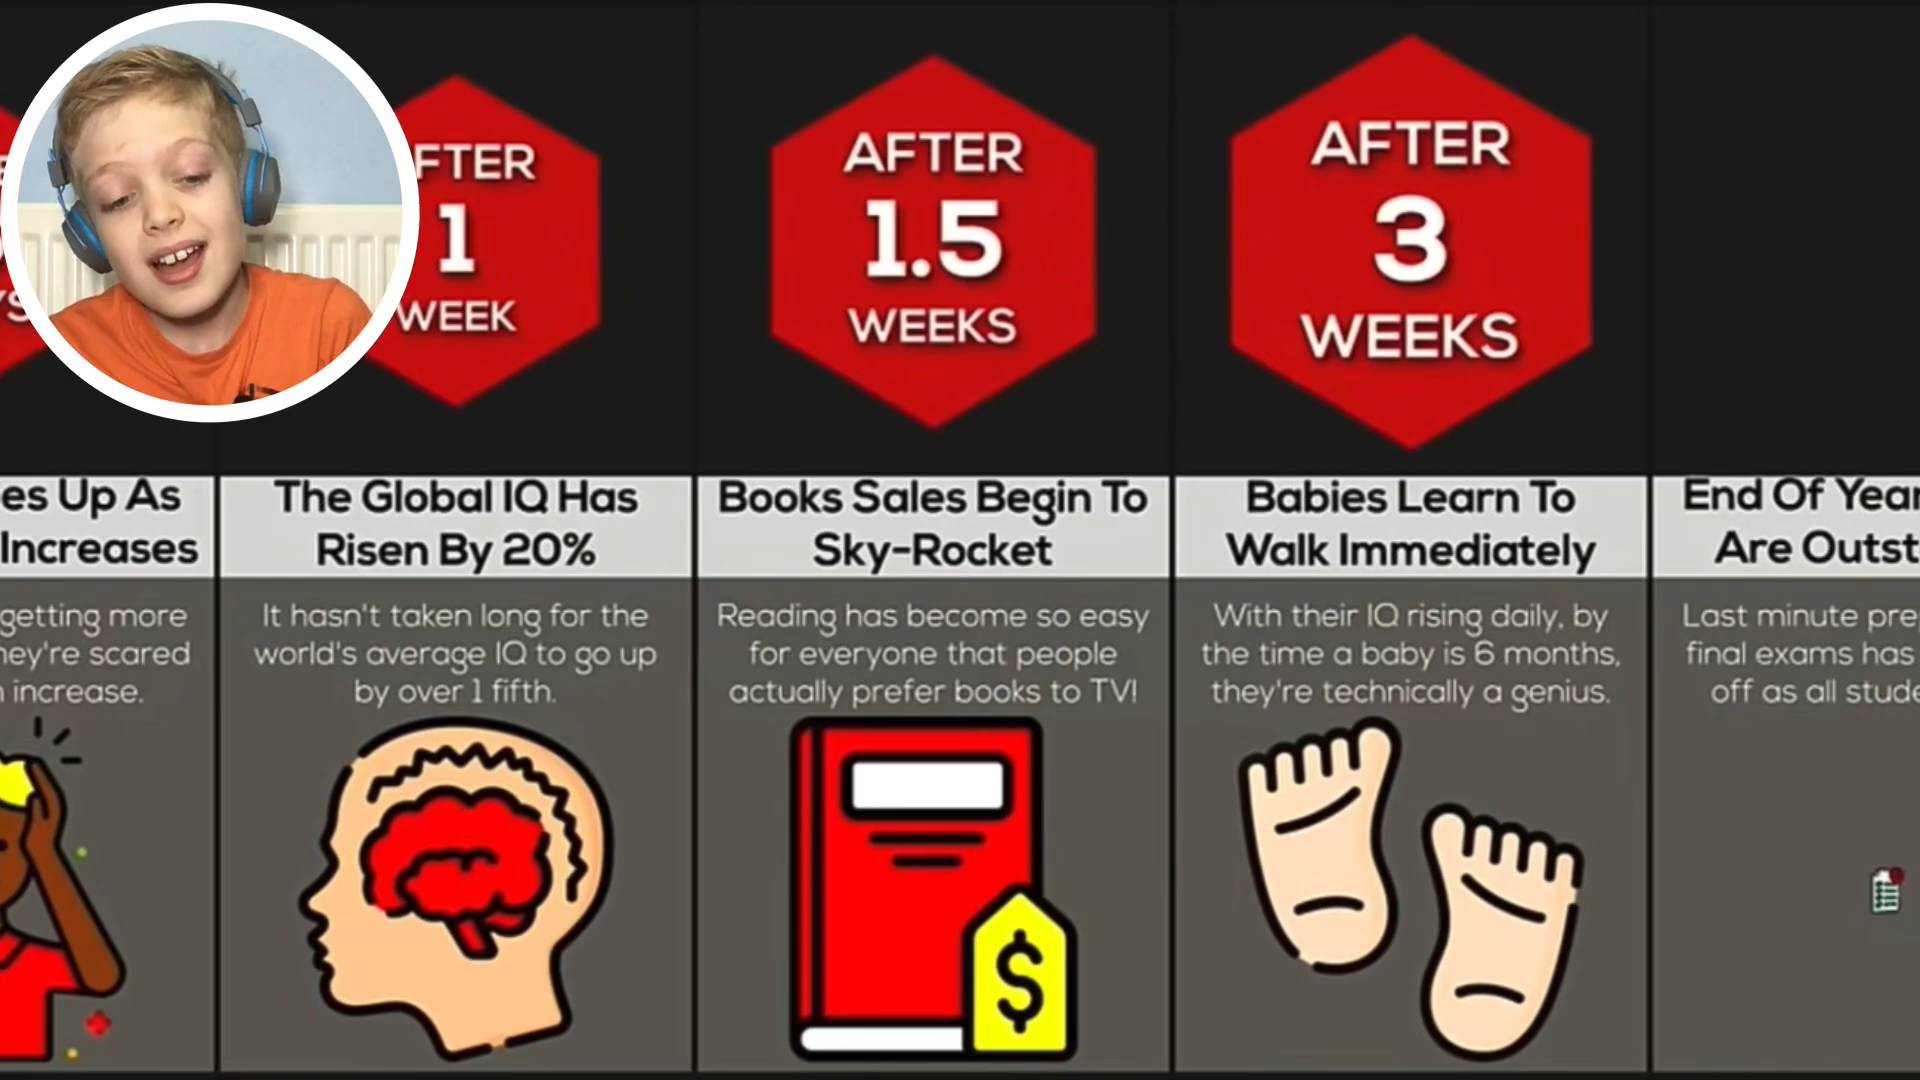 FTER
1
WEEK
AFTER
1.5
WEEKS
AFTER
3
WEEKS
es Up As
Increases
getting more
hey're scared
increase.
The Global IQ Has
Risen By 20%
It hasn't taken long for the
world's average IQ to go up
by over 1 fifth.
Books Sales Begin To
Sky-Rocket
Reading has become so easy
for everyone that people
actually prefer books to TV!
$
Babies Learn To
Walk Immediately
With their IQ rising daily, by
the time a baby is 6 months,
they're technically a genius.
End Of Year
Are Outst
Last minute pre
final exams has
off as all stude